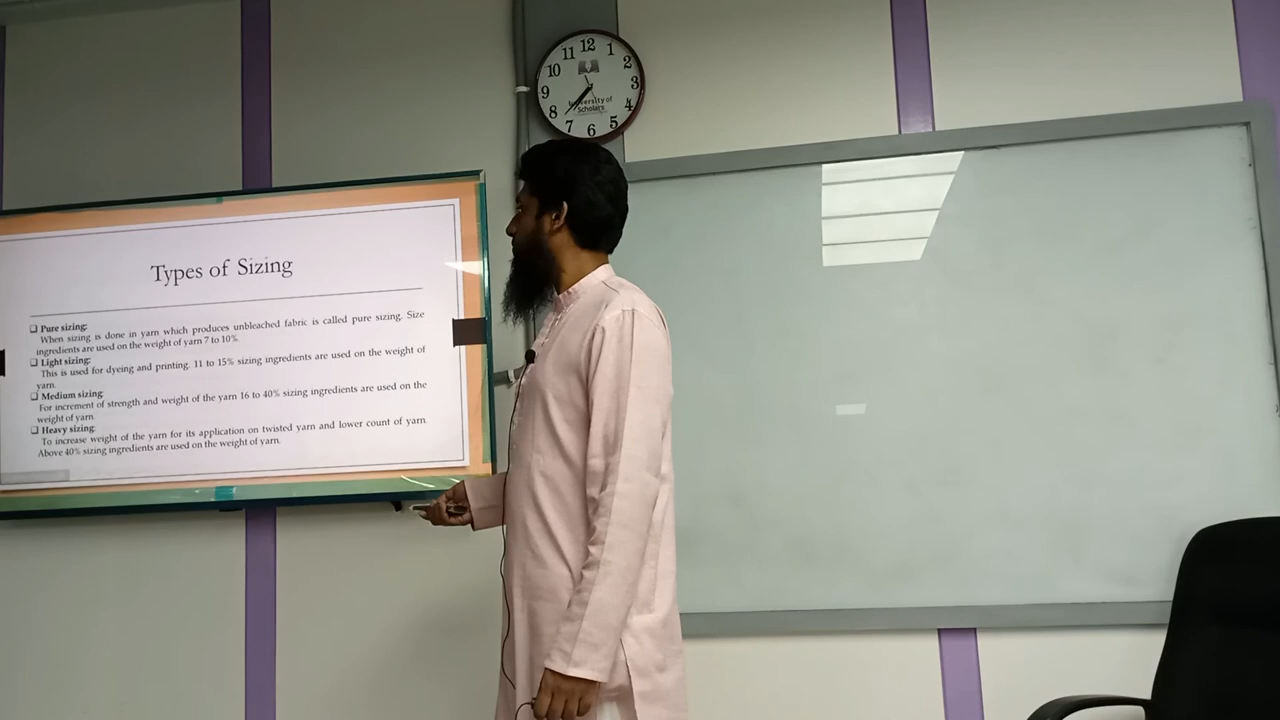 12
11
1
10
2
9
3
8
4
7
5
6
University of
Scholars
Types of Sizing
❑ Pure sizing:
When sizing is done in yarn which produces unbleached fabric is called pure sizing. Size
ingredients are used on the weight of yarn 7 to 10%.
❑ Light sizing:
This is used for dyeing and printing. 11 to 15% sizing ingredients are used on the weight of
yarn.
❑ Medium sizing:
For increment of strength and weight of the yarn 16 to 40% sizing ingredients are used on the
weight of yarn.
❑ Heavy sizing:
To increase weight of the yarn for its application on twisted yarn and lower count of yarn.
Above 40% sizing ingredients are used on the weight of yarn.